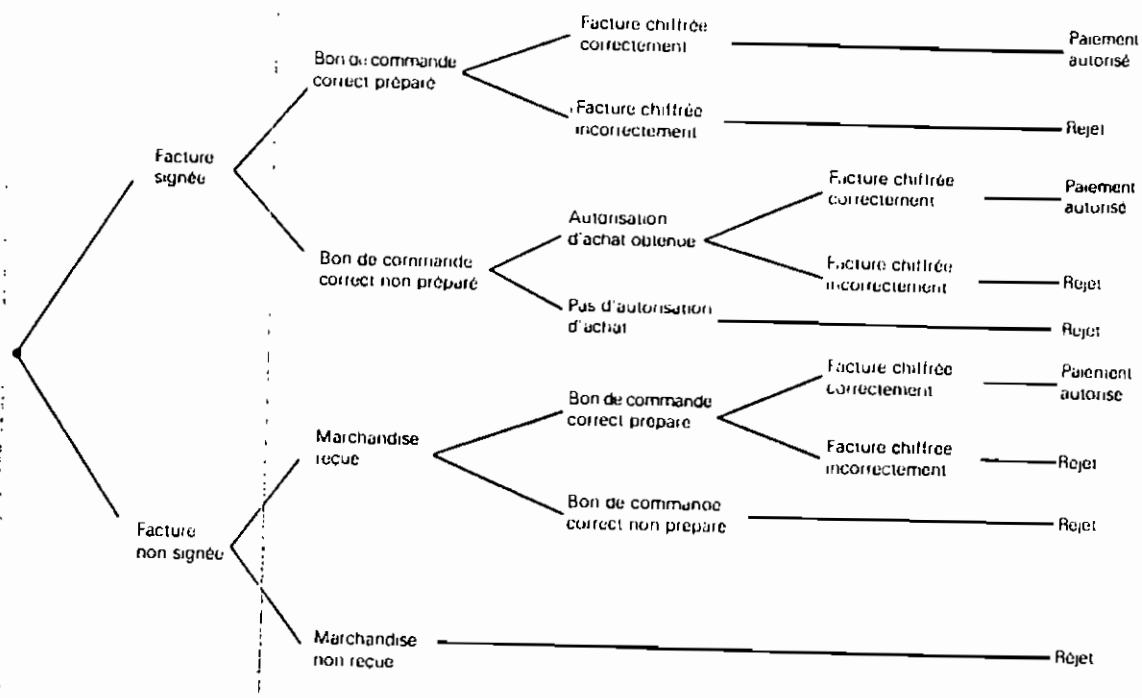 Facture chiffrée
correctement
Paiement
autorisé
Bon de commande
correct préparé
Facture chiffrée
incorrectement
Rejet
Facture
signée
Facture chiffrée
correctement
Paiement
autorisé
Autorisation
d'achat obtenue
Bon de commande
correct non préparé
Facture chiffrée
incorrectement
Rejet
Pas d'autorisation
d'achat
Rejet
Facture chiffrée
correctement
Paiement
autorisé
Bon de commande
correct préparé
Marchandise
reçue
Facture chiffrée
incorrectement
Rejet
Bon de commande
correct non préparé
Rejet
Facture
non signée
Marchandise
non reçue
Rejet